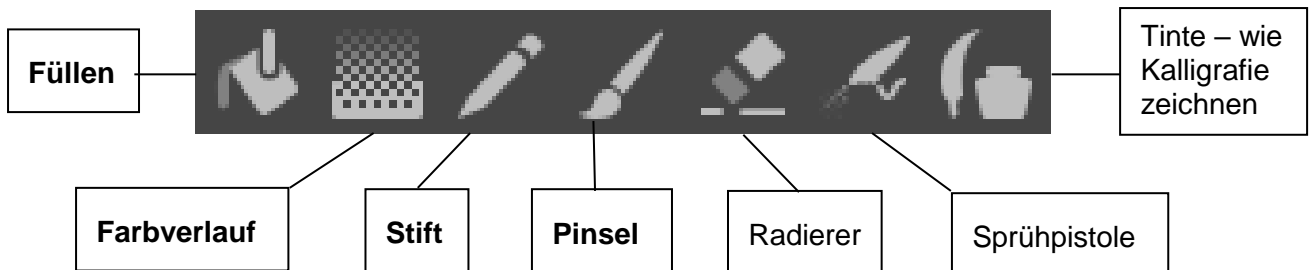 Füllen
Tinte – wie
Kalligrafie
zeichnen
Farbverlauf
Stift
Pinsel
Radierer
Sprühpistole